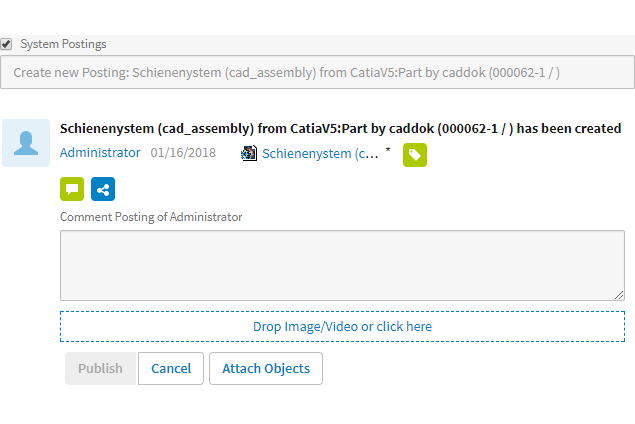 System Postings
Create new Posting: Schienenystem (cad_assembly) from CatiaV5:Part by caddok (000062-1 / )
Schienenystem (cad_assembly) from CatiaV5:Part by caddok (000062-1 / ) has been created
Administrator 01/16/2018 Schienenystem (c... *
Comment Posting of Administrator
Drop Image/Video or click here
Publish Cancel Attach Objects